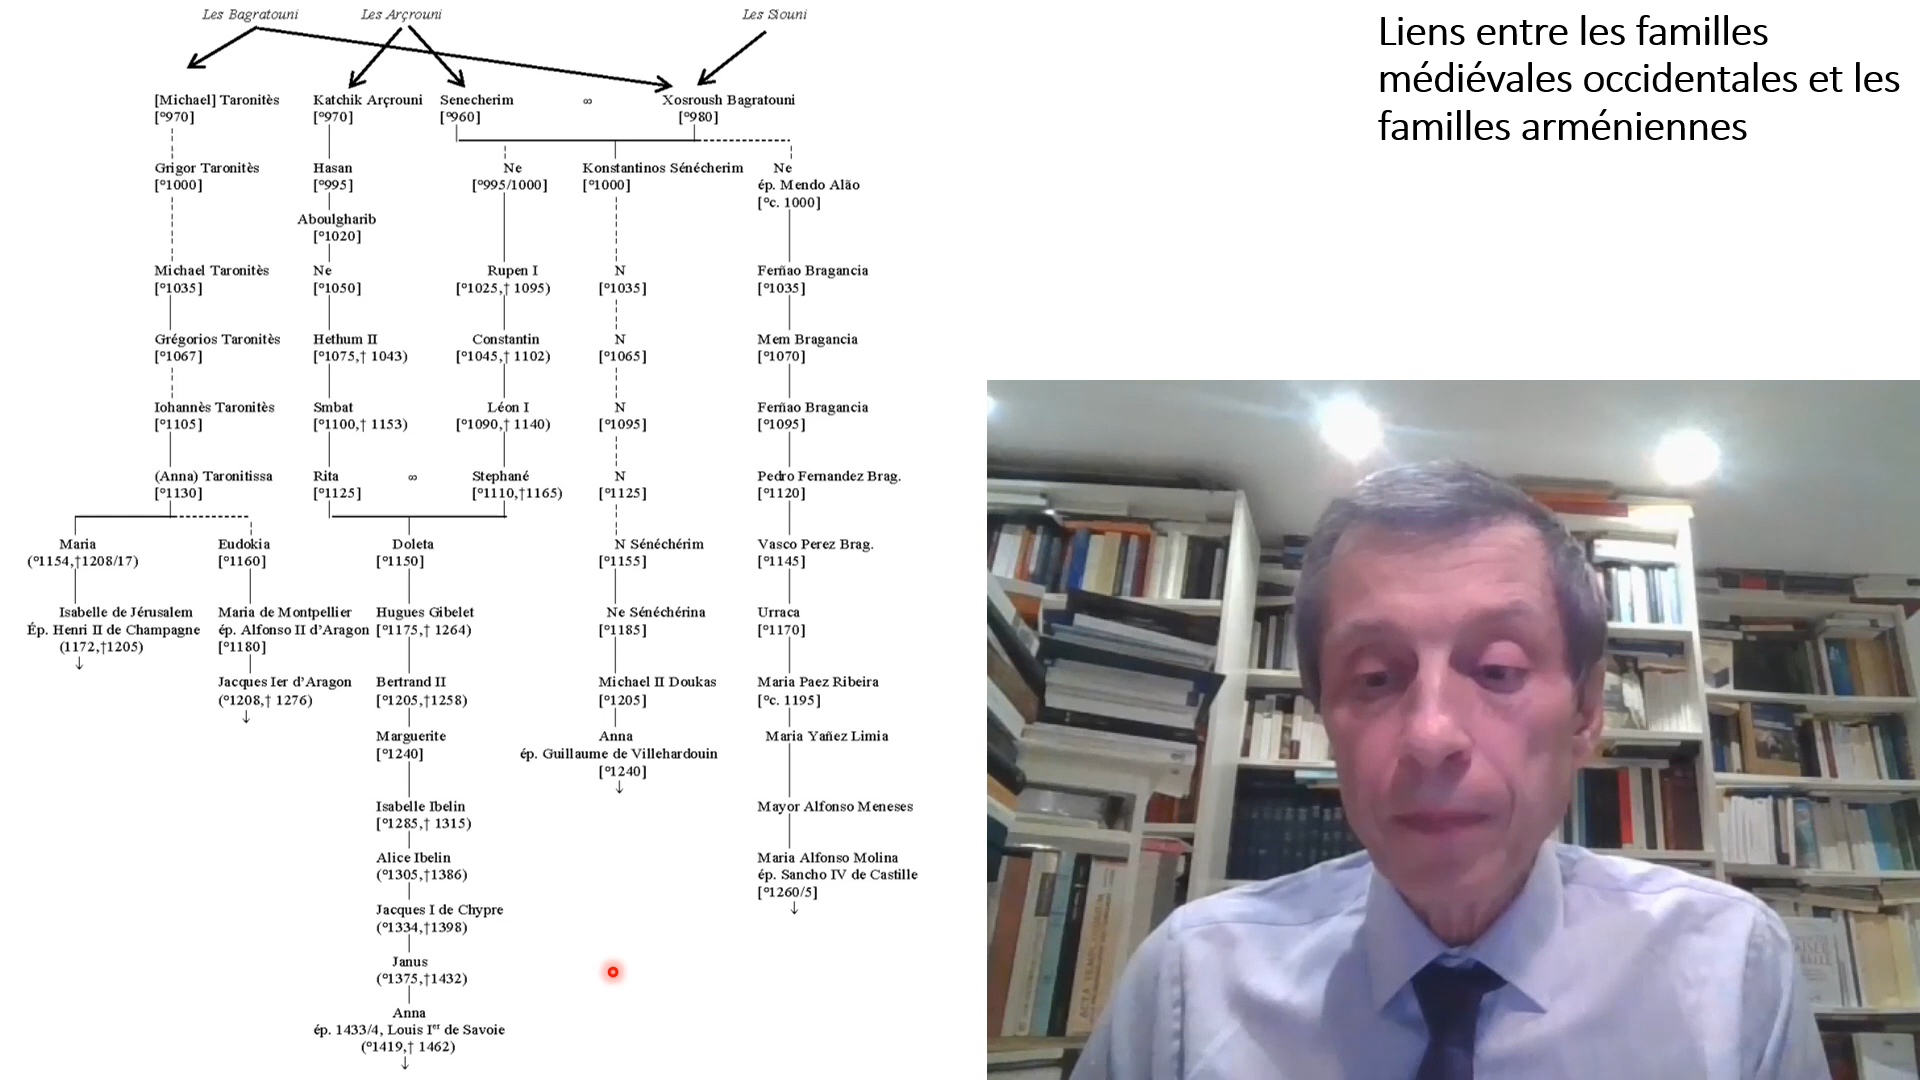 Les Bagratouni Les Arçrouni Les Siouni
Liens entre les familles
médiévales occidentales et les
familles arméniennes
[Michael] Taronitès Katchik Arçrouni Senecherim ∞ Xosroush Bagratouni
[°970] [°970] [°960] [°980]
Grigor Taronitès Hasan Ne Konstantinos Sénécherim Ne
[°1000] [°995] [°995/1000] [°1000] ép. Mendo Alão
[°c. 1000]
Aboulgharib
[°1020]
Michael Taronitès Ne Rupen I N Ferñao Bragancia
[°1035] [°1050] [°1025,† 1095) [°1035] [°1035]
Grégorios Taronitès Hethum II Constantin N Mem Bragancia
[°1067] [°1075,† 1043) [°1045,† 1102) [°1065] [°1070]
Iohannès Taronitès Smbat Léon I N Ferñao Bragancia
[°1105] [°1100,† 1153) [°1090,† 1140) [°1095] [°1095]
(Anna) Taronitissa Rita ∞ Stephané N Pedro Fernandez Brag.
[°1130] [°1125] [°1110,†1165) [°1125] [°1120]
Maria Eudokia Doleta N Sénéchérim Vasco Perez Brag.
(°1154,†1208/17) [°1160] [°1150] [°1155] [°1145]
Isabelle de Jérusalem Maria de Montpellier Hugues Gibelet Ne Sénéchérina Urraca
Ép. Henri II de Champagne ép. Alfonso II d'Aragon [°1175,† 1264) [°1185] [°1170]
(1172,†1205) [°1180]
Jacques Ier d'Aragon Bertrand II Michael II Doukas Maria Paez Ribeira
(°1208,† 1276) [°1205,†1258) [°1205] [°c. 1195]
Marguerite Anna Maria Yañez Limia
[°1240] ép. Guillaume de Villehardouin
[°1240]
Isabelle Ibelin Mayor Alfonso Meneses
[°1285,† 1315)
Alice Ibelin Maria Alfonso Molina
(°1305,†1386) ép. Sancho IV de Castille
[°1260/5]
Jacques I de Chypre
(°1334,†1398)
Janus
(°1375,†1432)
Anna
ép. 1433/4, Louis Ier de Savoie
(°1419,† 1462)